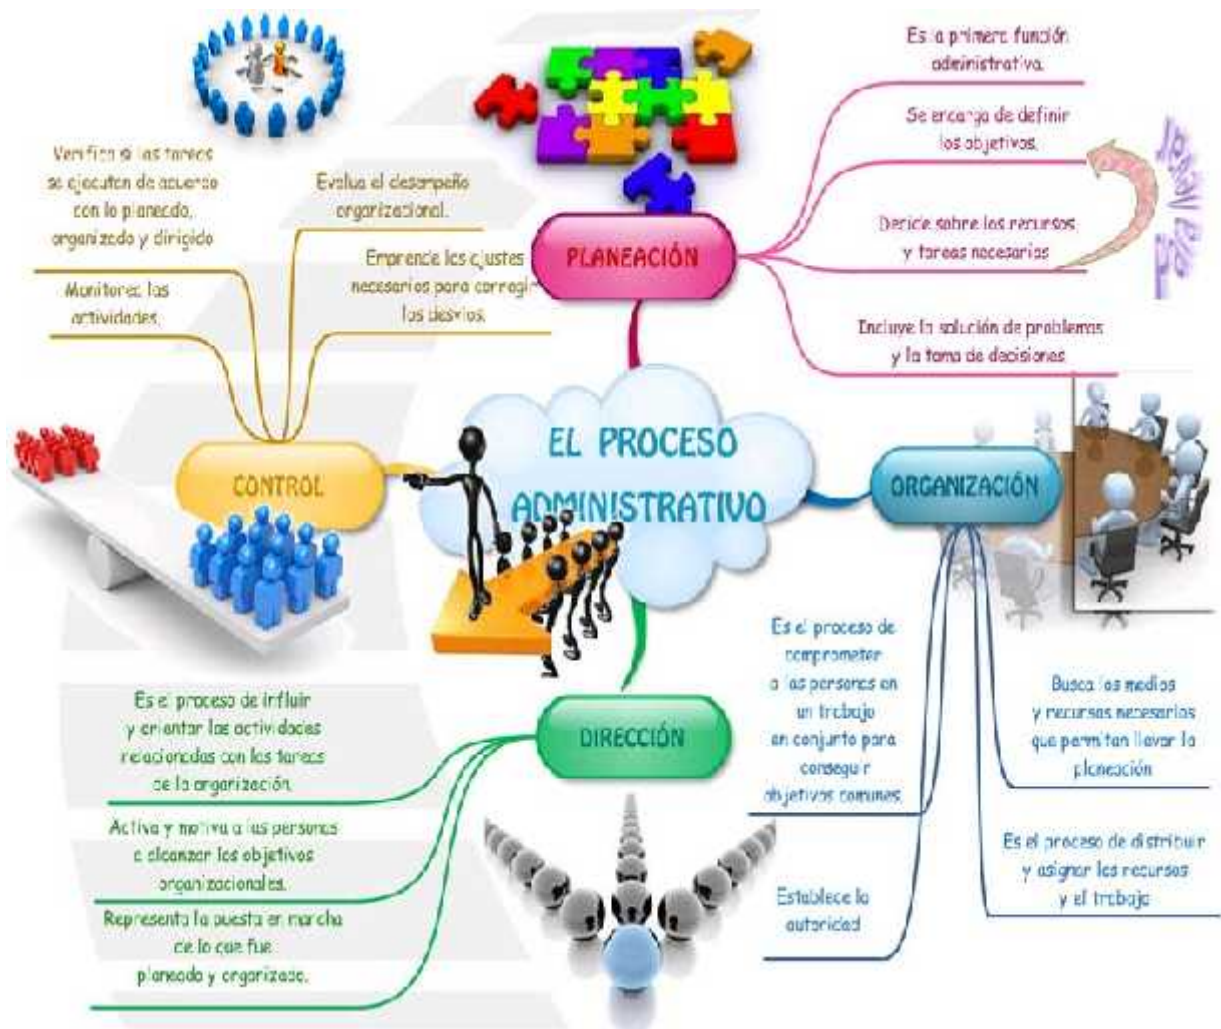 EL PROCESO
ADMINISTRATIVO
PLANEACIÓN
Es la primera función
administrativa.
Se encarga de definir
los objetivos.
Decide sobre los recursos
y tareas necesarias
Incluye la solución de problemas
y la toma de decisiones
ORGANIZACIÓN
Es el proceso de
comprometer
a las personas en
un trabajo
en conjunto para
conseguir
objetivos comunes.
Busca los medios
y recursos necesarios
que permitan llevar la
planeación
Establece la
autoridad
Es el proceso de distribuir
y asignar los recursos
y el trabajo
DIRECCIÓN
Es el proceso de influir
y orientar las actividades
relacionadas con las tareas
de la organización.
Activa y motiva a las personas
a alcanzar los objetivos
organizacionales.
Representa la puesta en marcha
de lo que fue
planeado y organizado.
CONTROL
Verifica si las tareas
se ejecutan de acuerdo
con lo planeado,
organizado y dirigido
Monitorea las
actividades.
Evalua el desempeño
organizacional.
Emprende los ajustes
necesarios para corregir
los desvios.